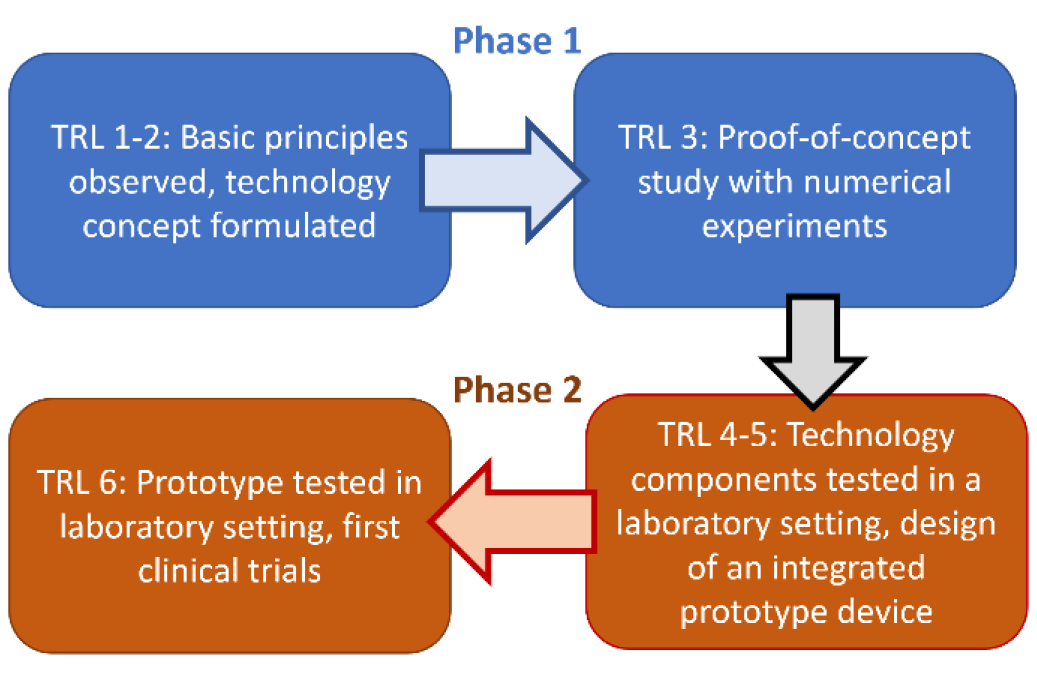 Phase 1
TRL 1-2: Basic principles
observed, technology
concept formulated
TRL 3: Proof-of-concept
study with numerical
experiments
Phase 2
TRL 4-5: Technology
components tested in a
laboratory setting, design
of an integrated
prototype device
TRL 6: Prototype tested in
laboratory setting, first
clinical trials